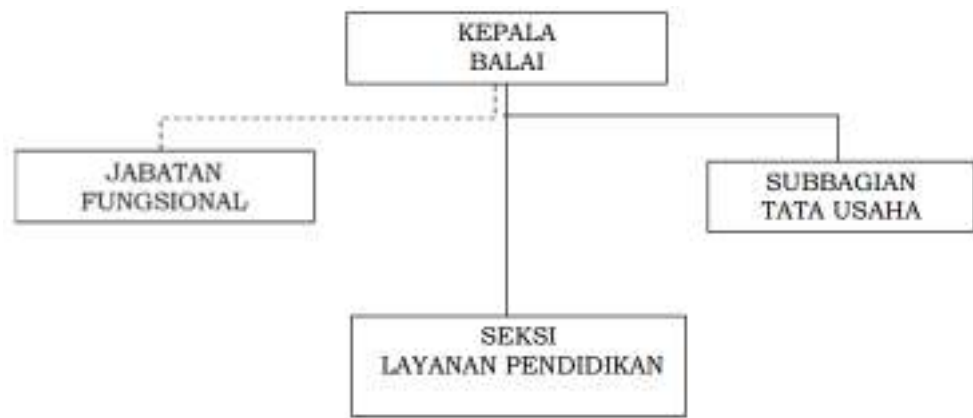 KEPALA
BALAI
JABATAN
FUNGSIONAL
SUBBAGIAN
TATA USAHA
SEKSI
LAYANAN PENDIDIKAN